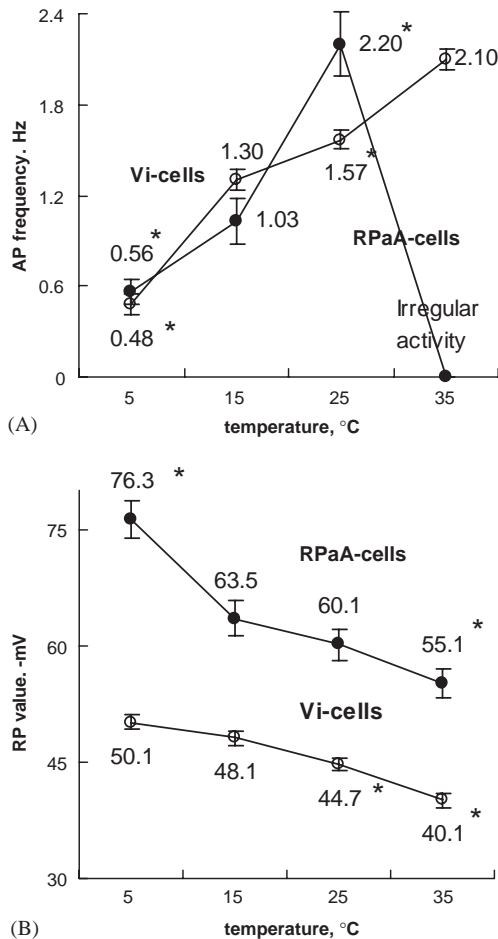 2.4
2.20*
2.10
1.8
1.30
Vi-cells
1.57*
AP frequency. Hz
1.2
1.03
RPaA-cells
0.56*
0.6
Irregular
activity
0.48 *
0
5 15 25 35
(A)
temperature, °C
76.3 *
75
RPaA-cells
63.5
60.1
55.1*
60
RP value. -mV
Vi-cells
50.1
48.1
45
44.7*
40.1*
30
5 15 25 35
(B)
temperature, °C